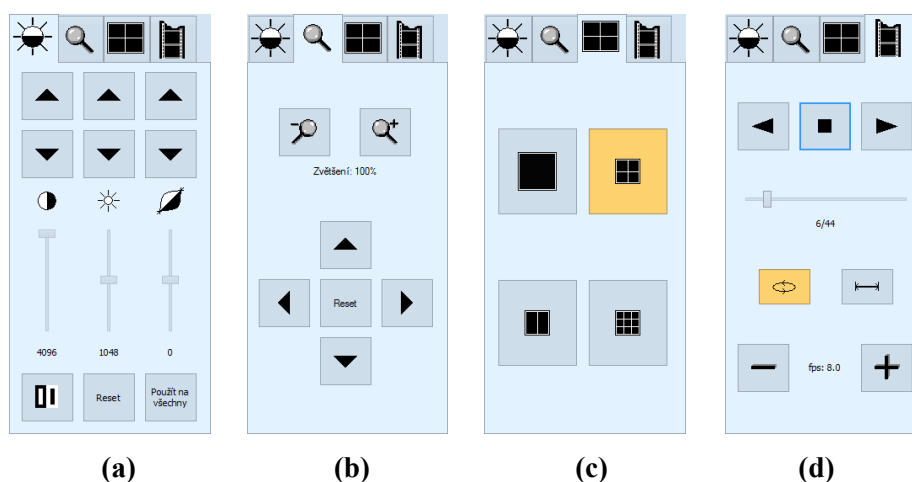 Zvětšení: 100%
6/44
Reset
4096 1048 0
fps: 8.0
Reset
Použít na
všechny
(a) (b) (c) (d)